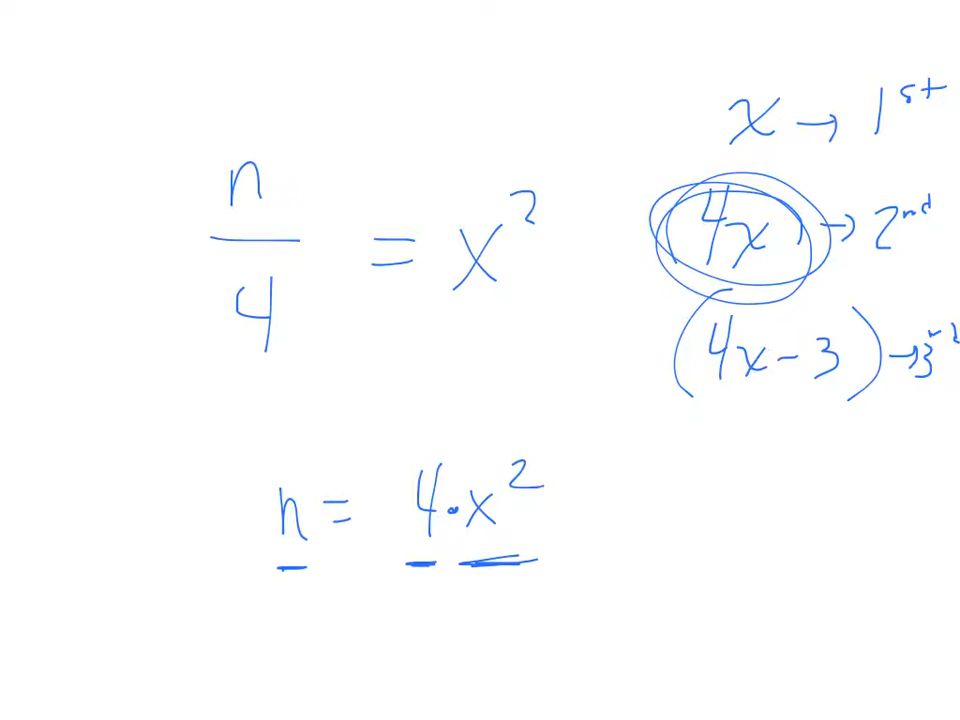 x → 1st
n/4 = x²
4x → 2nd
(4x - 3) → 3rd
n = 4·x²